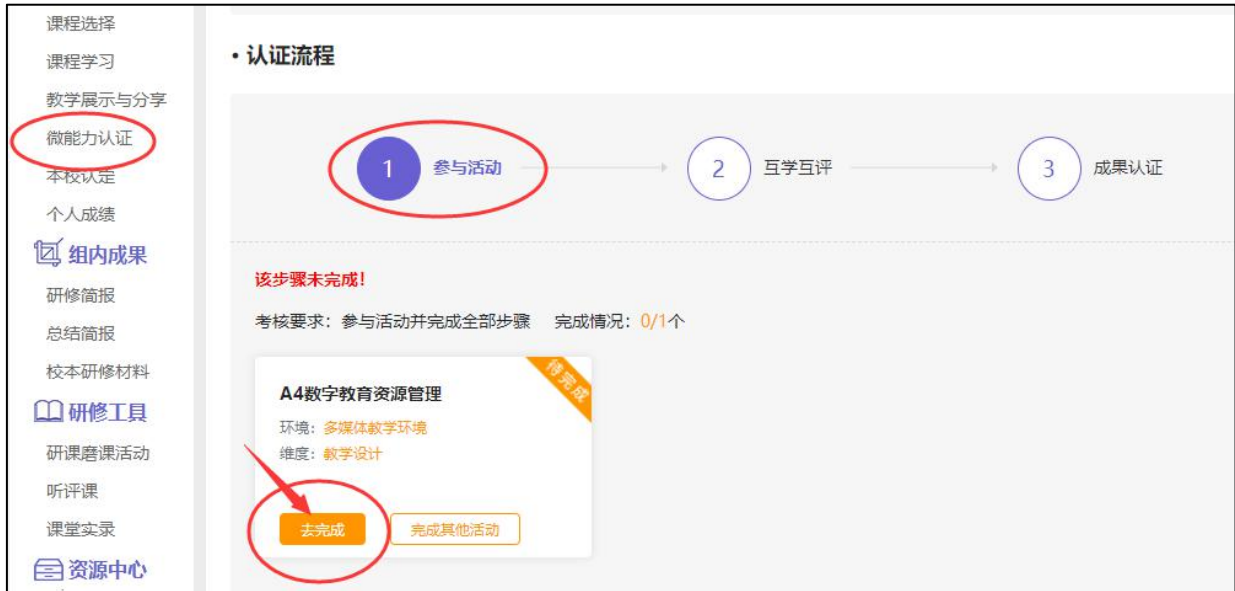 课程选择
课程学习
教学展示与分享
微能力认证
本校认定
个人成绩
组内成果
研修简报
总结简报
校本研修材料
研修工具
研课磨课活动
听评课
课堂实录
资源中心
·认证流程
1 参与活动
2 互学互评
3 成果认证
该步骤未完成！
考核要求：参与活动并完成全部步骤 完成情况：0/1个
待完成
A4数字教育资源管理
环境：多媒体教学环境
维度：教学设计
去完成 完成其他活动